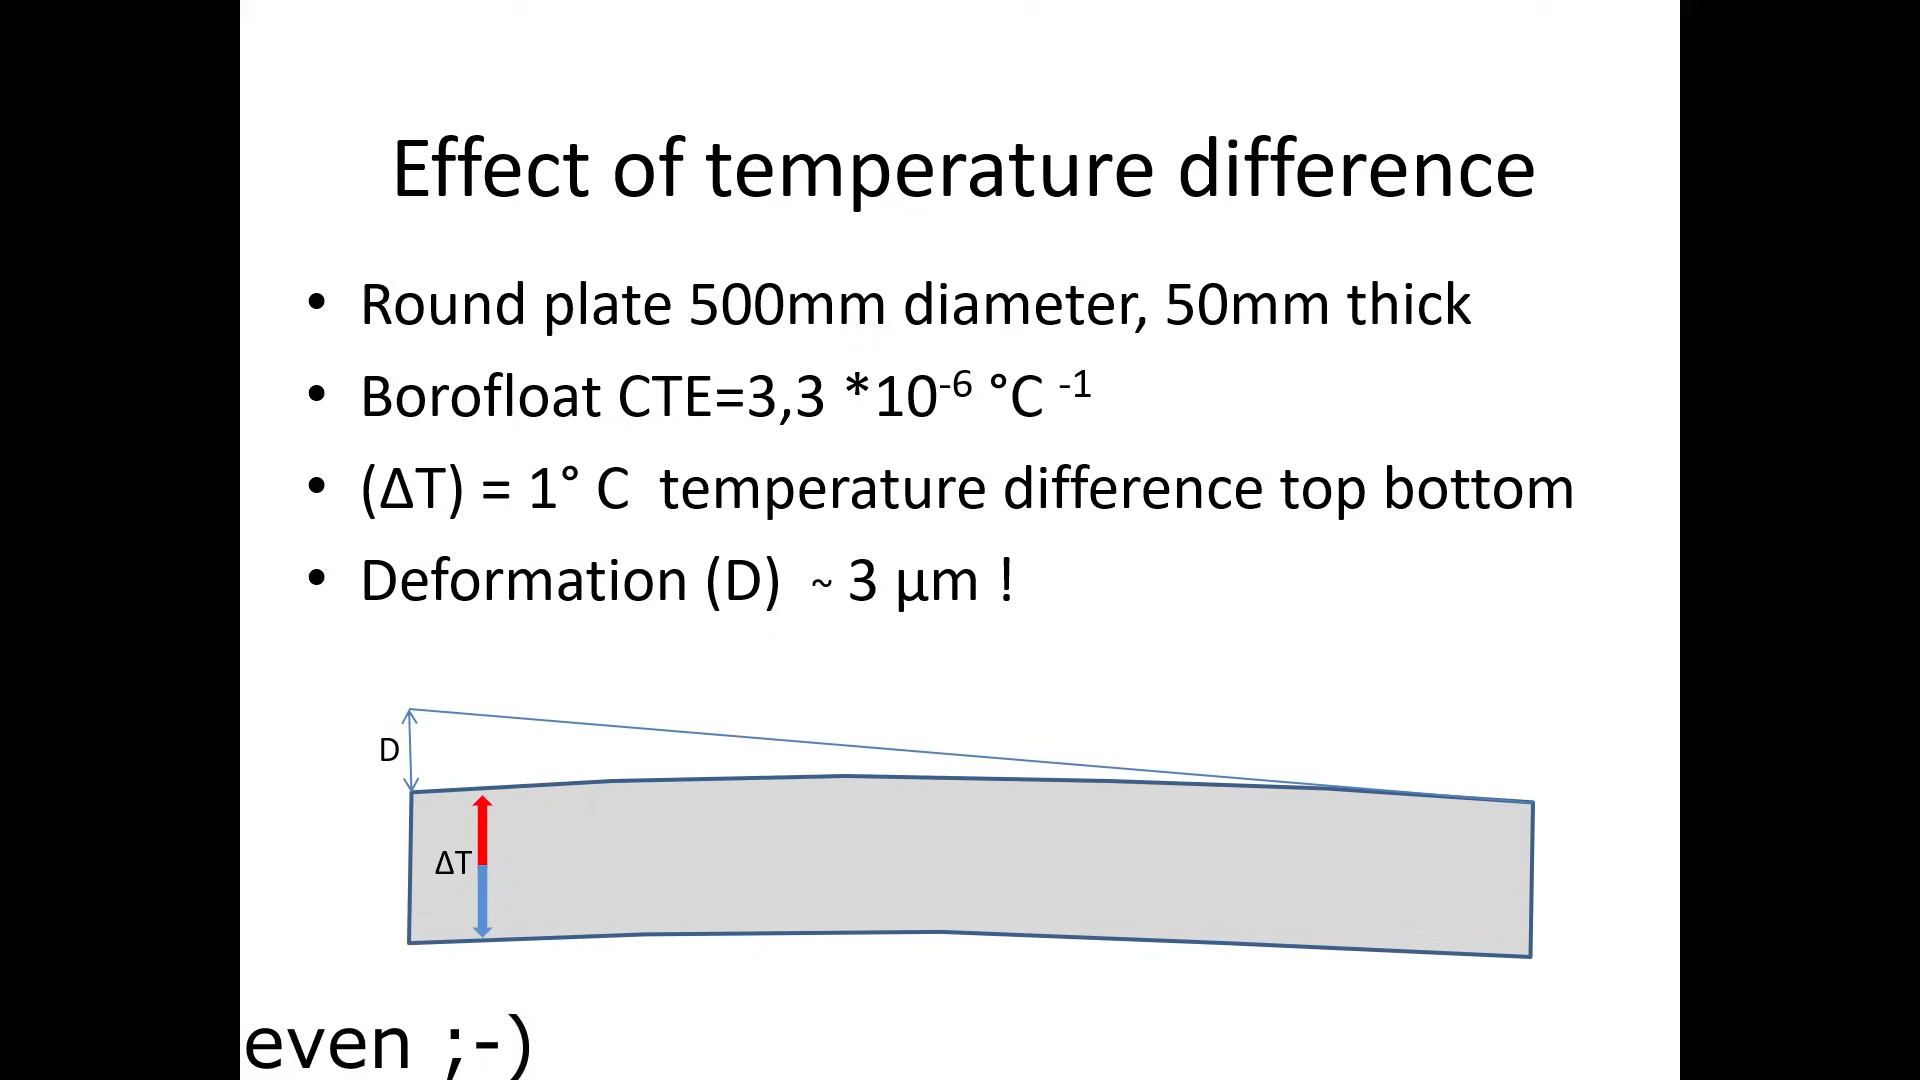 Effect of temperature difference
• Round plate 500mm diameter, 50mm thick
• Borofloat CTE=3,3 *10⁻⁶ °C ⁻¹
• (ΔT) = 1° C  temperature difference top bottom
• Deformation (D)  ~ 3 µm !
D
ΔT
even ;-)